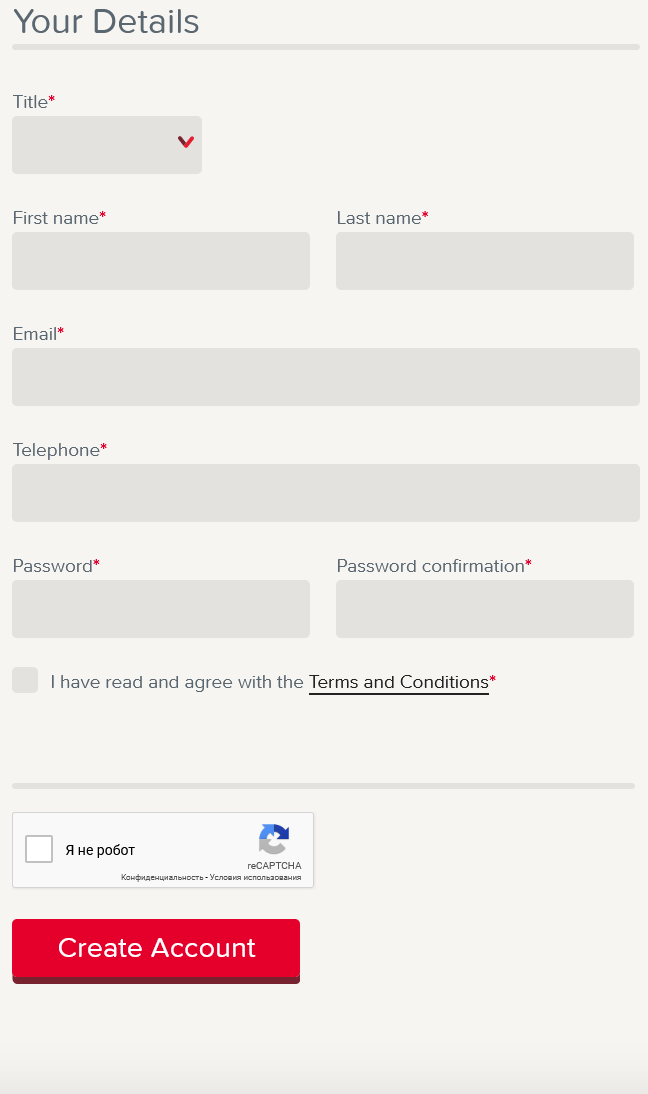 Your Details
Title*
First name* Last name*
Email*
Telephone*
Password* Password confirmation*
I have read and agree with the Terms and Conditions*
Я не робот
reCAPTCHA
Конфиденциальность - Условия использования
Create Account